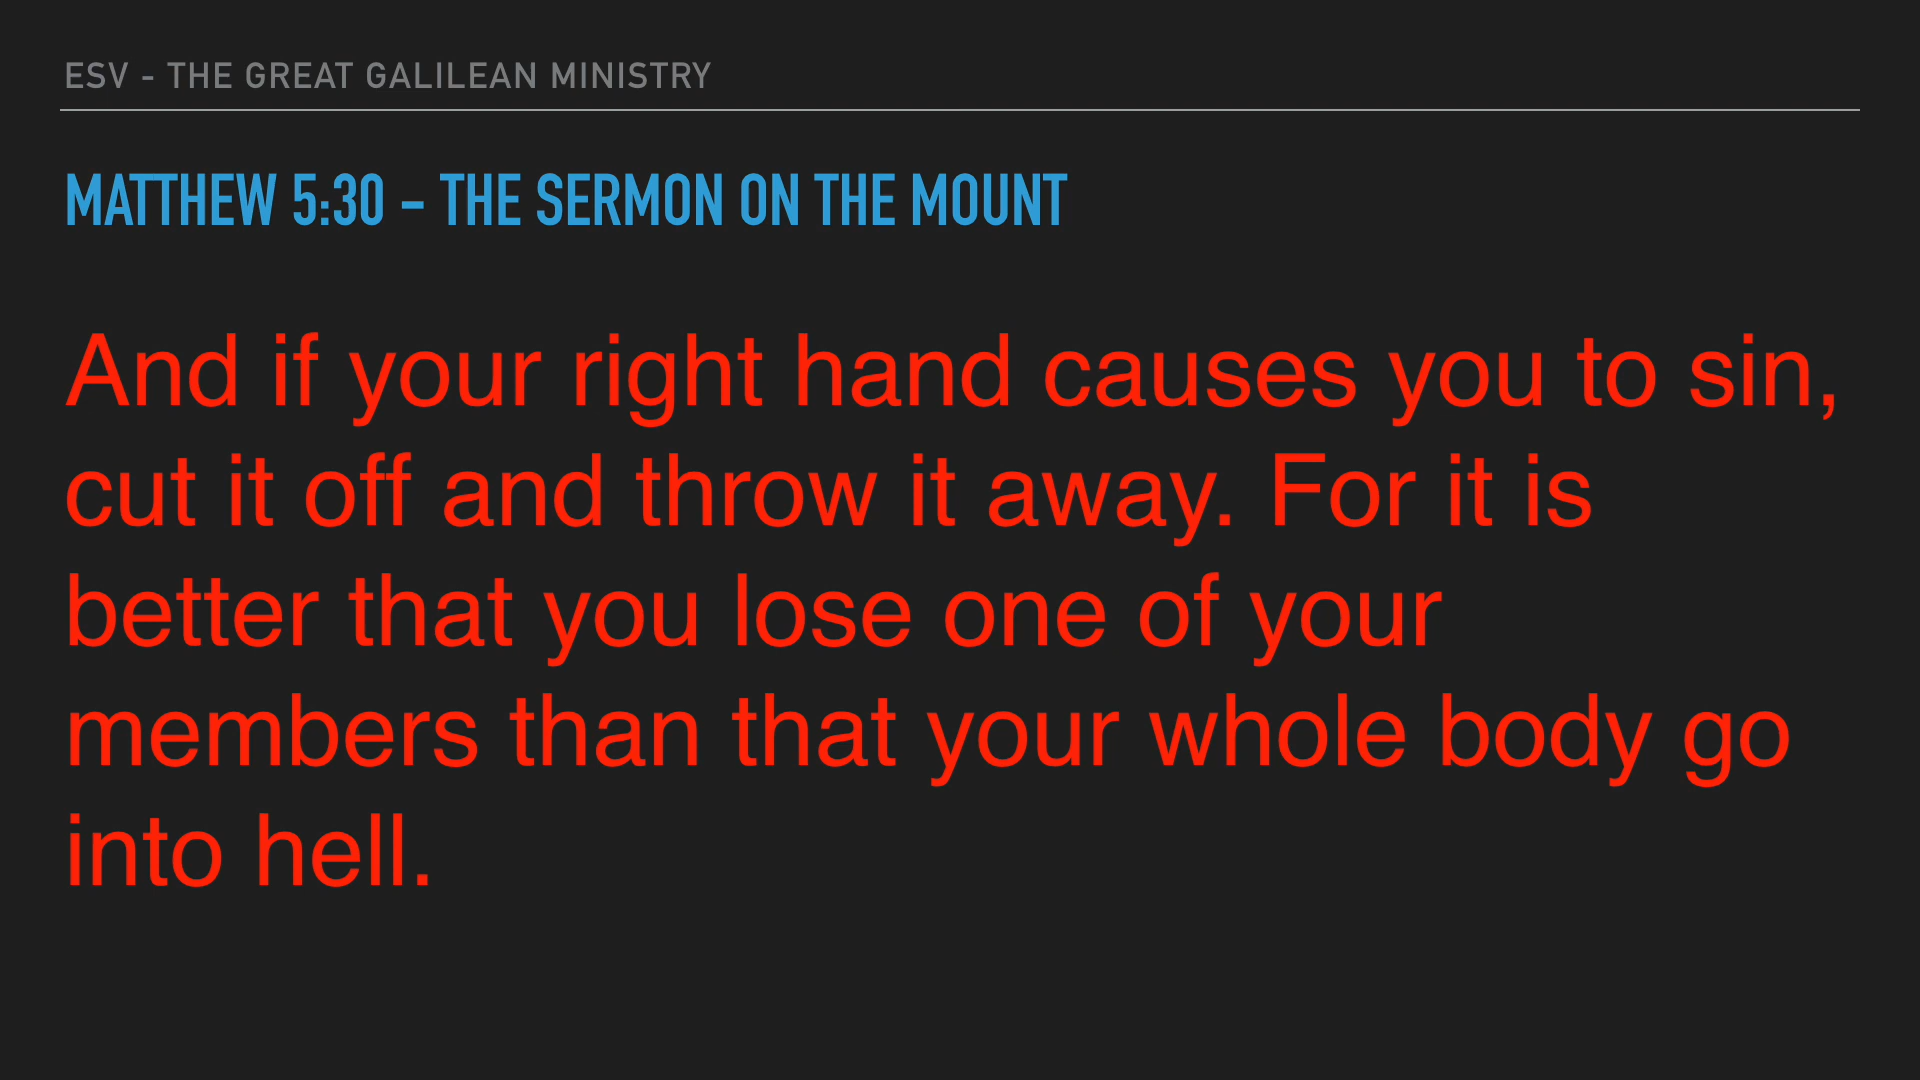 ESV - THE GREAT GALILEAN MINISTRY
MATTHEW 5:30 - THE SERMON ON THE MOUNT
And if your right hand causes you to sin,
cut it off and throw it away. For it is
better that you lose one of your
members than that your whole body go
into hell.